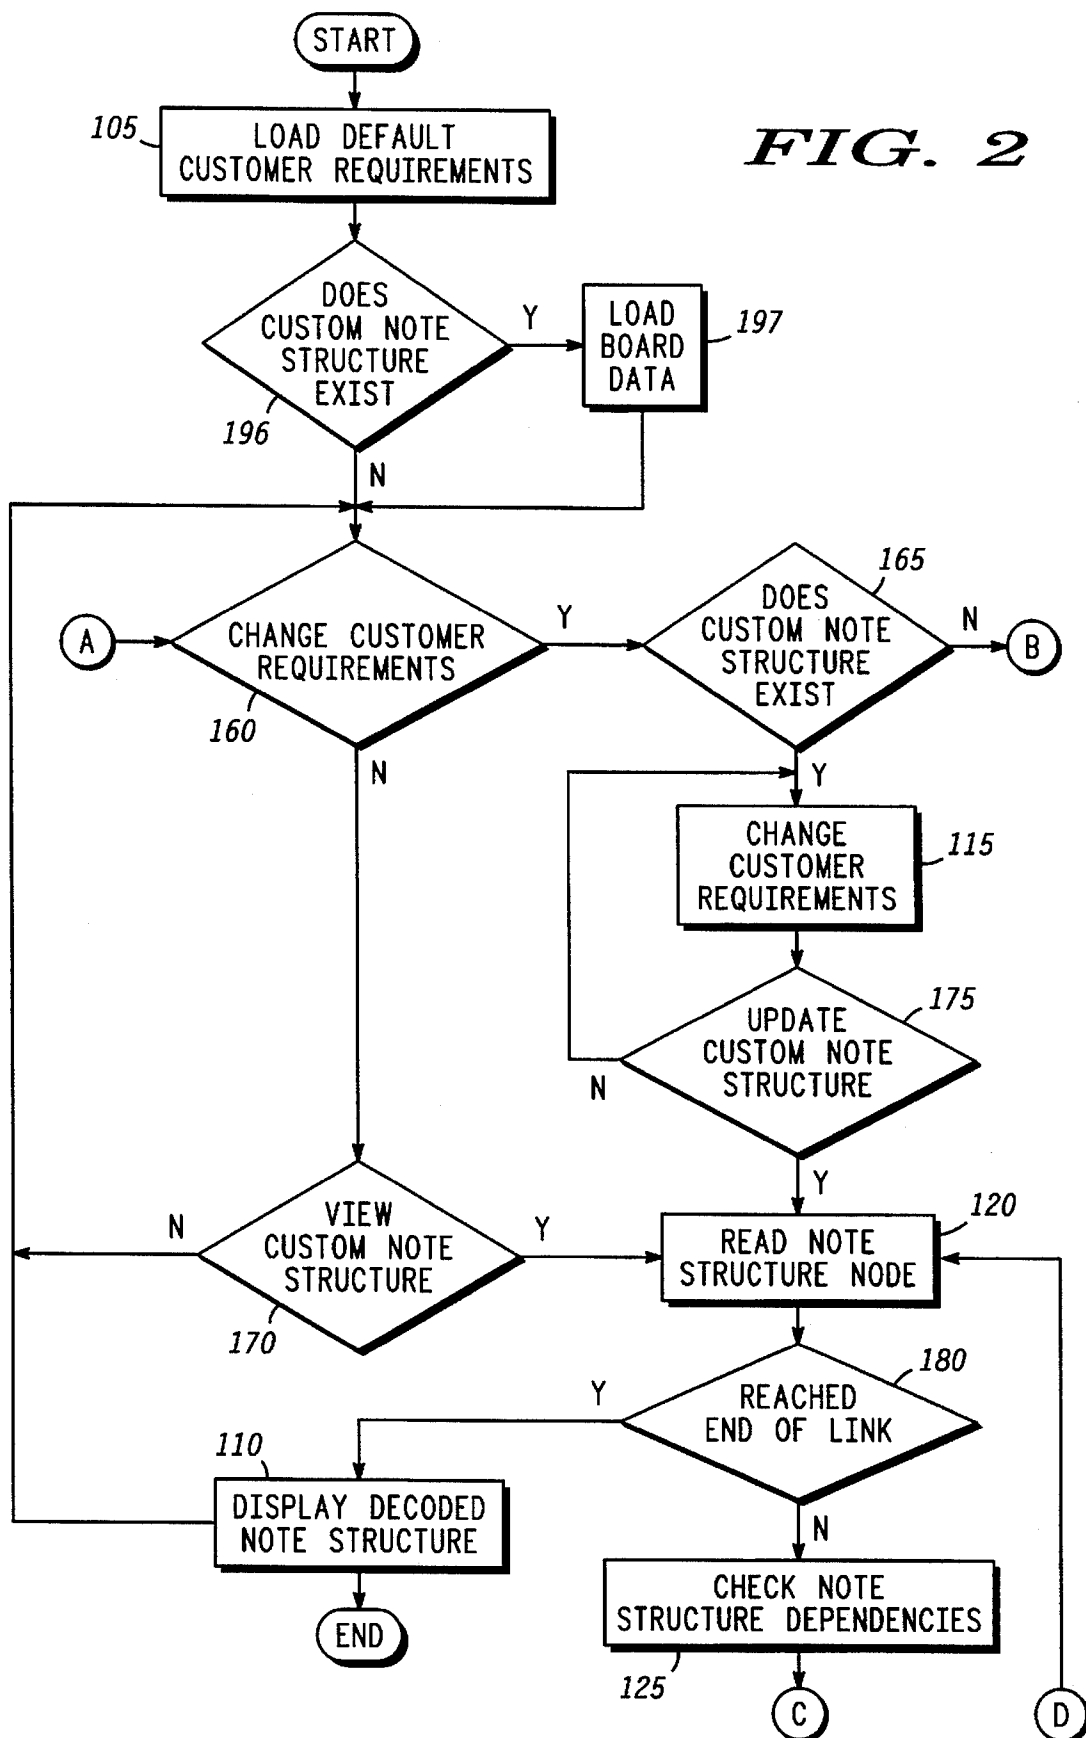 START
105
LOAD DEFAULT
CUSTOMER REQUIREMENTS
FIG. 2
DOES
CUSTOM NOTE
STRUCTURE
EXIST
196
Y
LOAD
BOARD
DATA
197
N
A
CHANGE CUSTOMER
REQUIREMENTS
160
Y
N
DOES
CUSTOM NOTE
STRUCTURE
EXIST
165
N
B
Y
CHANGE
CUSTOMER
REQUIREMENTS
115
UPDATE
CUSTOM NOTE
STRUCTURE
175
N
Y
VIEW
CUSTOM NOTE
STRUCTURE
170
N
Y
READ NOTE
STRUCTURE NODE
120
REACHED
END OF LINK
180
Y
N
110
DISPLAY DECODED
NOTE STRUCTURE
END
CHECK NOTE
STRUCTURE DEPENDENCIES
125
C
D